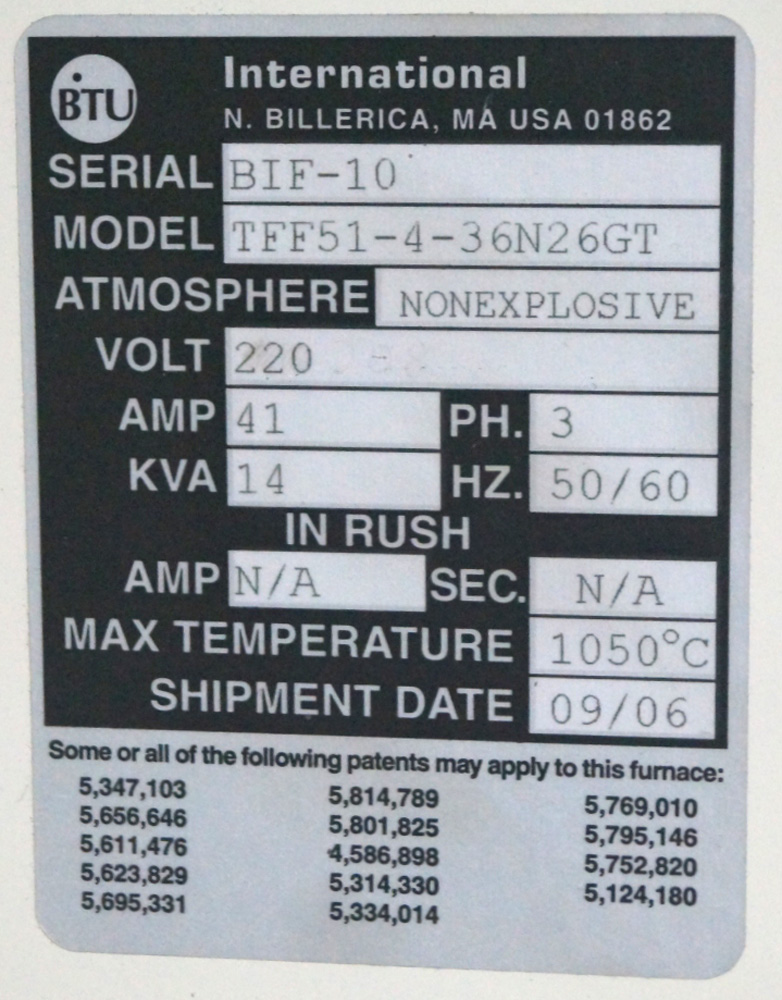 BTU International
N. BILLERICA, MA USA 01862
SERIAL BIF-10
MODEL TFF51-4-36N26GT
ATMOSPHERE NONEXPLOSIVE
VOLT 220
AMP 41 PH. 3
KVA 14 HZ. 50/60
IN RUSH
AMP N/A SEC. N/A
MAX TEMPERATURE 1050°C
SHIPMENT DATE 09/06
Some or all of the following patents may apply to this furnace:
5,347,103 5,814,789 5,769,010
5,656,646 5,801,825 5,795,146
5,611,476 4,586,898 5,752,820
5,623,829 5,314,330 5,124,180
5,695,331 5,334,014